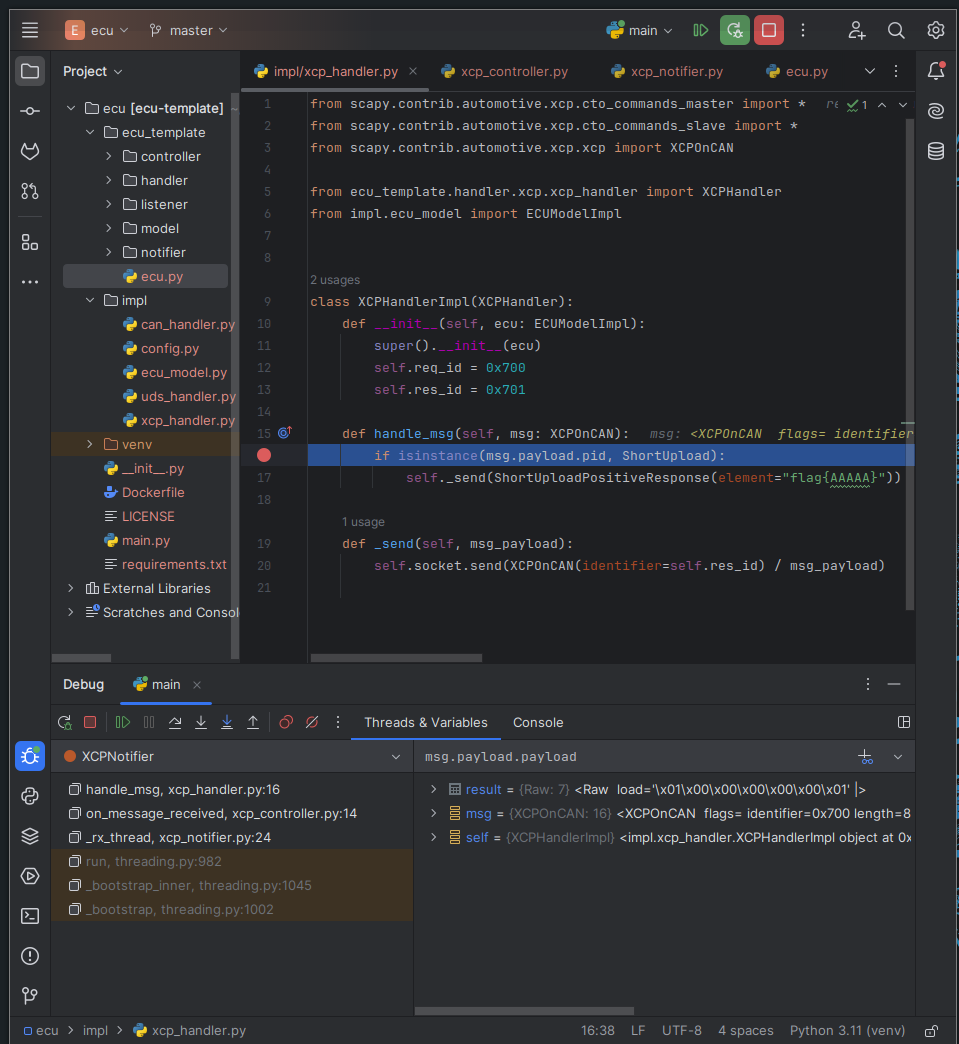 E ecu master main
Project
impl/xcp_handler.py xcp_controller.py xcp_notifier.py ecu.py
ecu [ecu-template]
ecu_template
controller
handler
listener
model
notifier
ecu.py
impl
can_handler.py
config.py
ecu_model.py
uds_handler.py
xcp_handler.py
venv
__init__.py
Dockerfile
LICENSE
main.py
requirements.txt
External Libraries
Scratches and Consol
1 from scapy.contrib.automotive.xcp.cto_commands_master import * 1
2 from scapy.contrib.automotive.xcp.cto_commands_slave import *
3 from scapy.contrib.automotive.xcp.xcp import XCPOnCAN
4
5 from ecu_template.handler.xcp.xcp_handler import XCPHandler
6 from impl.ecu_model import ECUModelImpl
7
8
2 usages
9 class XCPHandlerImpl(XCPHandler):
10 def __init__(self, ecu: ECUModelImpl):
11 super().__init__(ecu)
12 self.req_id = 0x700
13 self.res_id = 0x701
14
15 def handle_msg(self, msg: XCPOnCAN): msg: <XCPOnCAN flags= identifier
if isinstance(msg.payload.pid, ShortUpload):
17 self._send(ShortUploadPositiveResponse(element="flag{AAAAA}"))
18
1 usage
19 def _send(self, msg_payload):
20 self.socket.send(XCPOnCAN(identifier=self.res_id) / msg_payload)
21
Debug main
Threads & Variables Console
XCPNotifier
handle_msg, xcp_handler.py:16
on_message_received, xcp_controller.py:14
_rx_thread, xcp_notifier.py:24
run, threading.py:982
_bootstrap_inner, threading.py:1045
_bootstrap, threading.py:1002
msg.payload.payload
result = {Raw: 7} <Raw load='\x01\x00\x00\x00\x00\x00\x01' |>
msg = {XCPOnCAN: 16} <XCPOnCAN flags= identifier=0x700 length=8
self = {XCPHandlerImpl} <impl.xcp_handler.XCPHandlerImpl object at 0x
ecu impl xcp_handler.py 16:38 LF UTF-8 4 spaces Python 3.11 (venv)